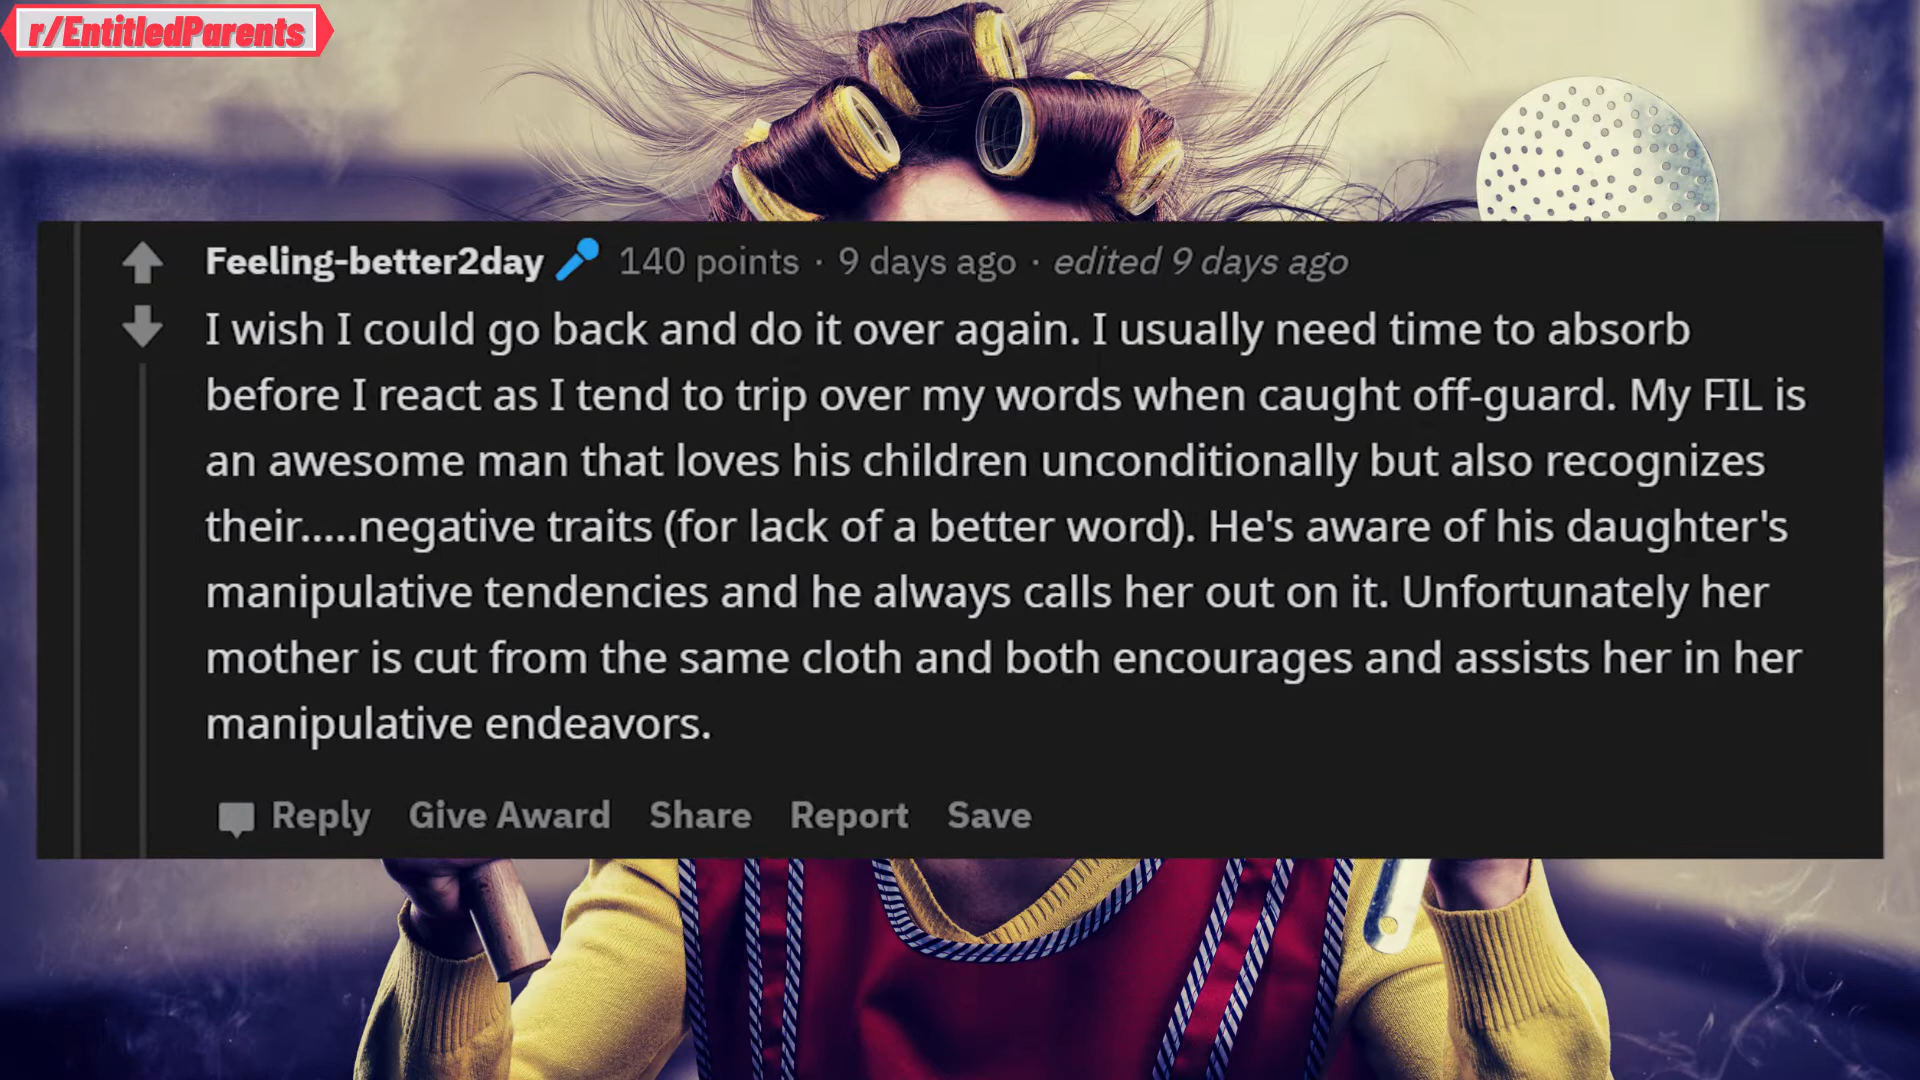 r/EntitledParents
Feeling-better2day 140 points · 9 days ago · edited 9 days ago
I wish I could go back and do it over again. I usually need time to absorb
before I react as I tend to trip over my words when caught off-guard. My FIL is
an awesome man that loves his children unconditionally but also recognizes
their.....negative traits (for lack of a better word). He's aware of his daughter's
manipulative tendencies and he always calls her out on it. Unfortunately her
mother is cut from the same cloth and both encourages and assists her in her
manipulative endeavors.
Reply Give Award Share Report Save